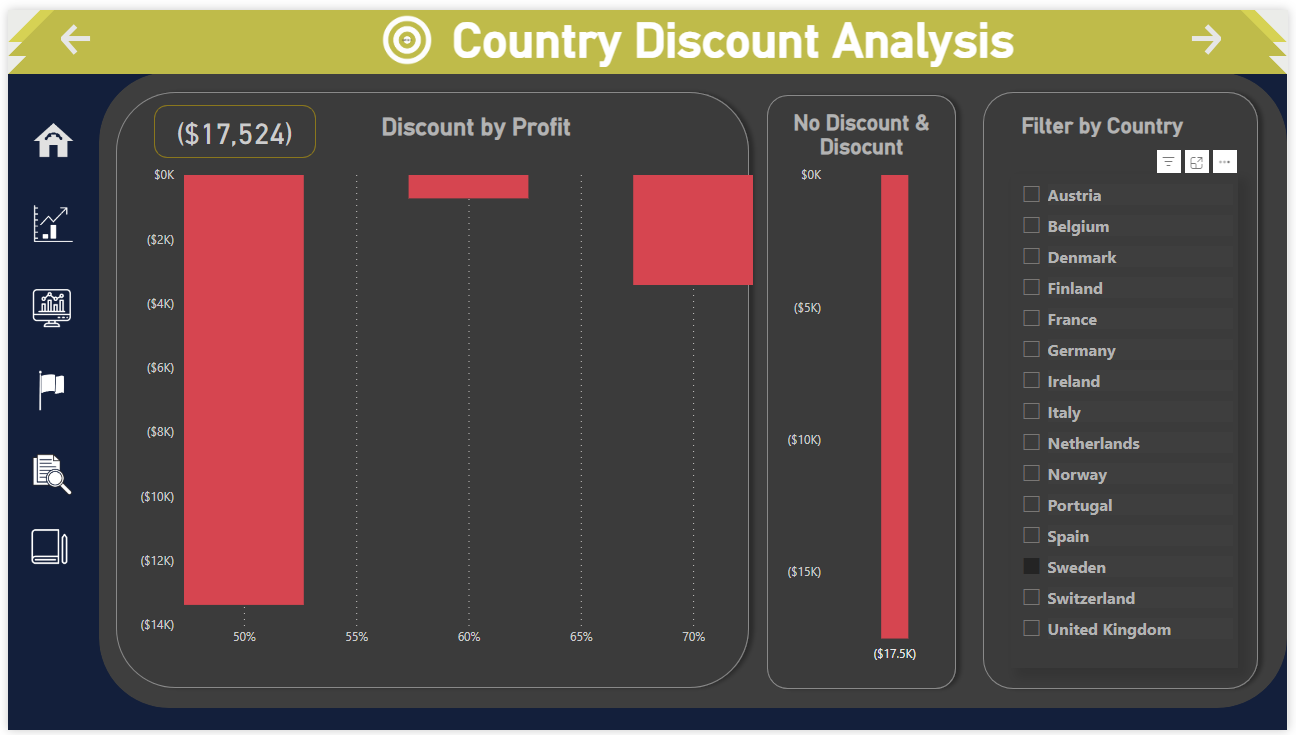 Country Discount Analysis
($17,524)
Discount by Profit
$0K
($2K)
($4K)
($6K)
($8K)
($10K)
($12K)
($14K)
50%
55%
60%
65%
70%
No Discount &
Disocunt
$0K
($5K)
($10K)
($15K)
($17.5K)
Filter by Country
Austria
Belgium
Denmark
Finland
France
Germany
Ireland
Italy
Netherlands
Norway
Portugal
Spain
Sweden
Switzerland
United Kingdom